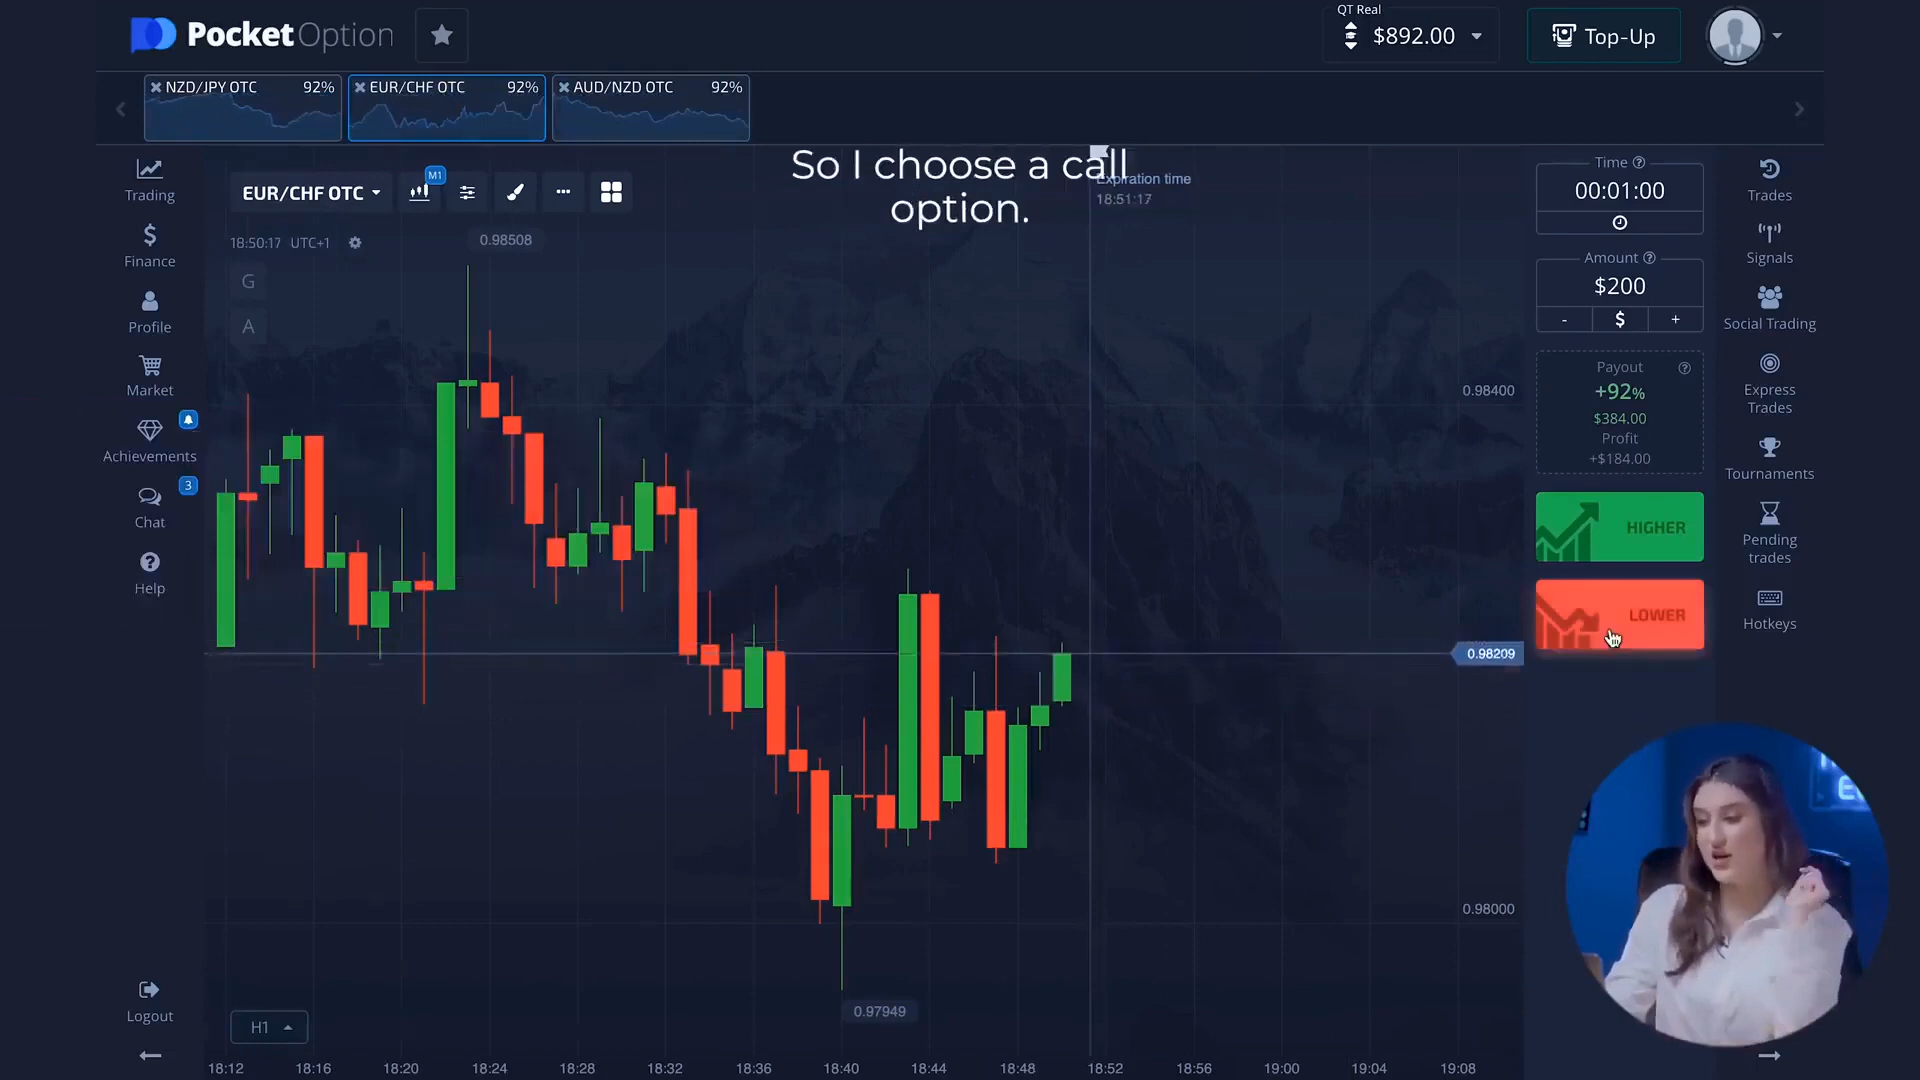 PocketOption
QT Real
$892.00
Top-Up
NZD/JPY OTC 92%
EUR/CHF OTC 92%
AUD/NZD OTC 92%
So I choose a call
option.
Expiration time
18:51:17
Trading
Finance
Profile
Market
Achievements
3
Chat
Help
Logout
EUR/CHF OTC
M1
18:50:17 UTC+1
G
A
0.98508
0.98400
0.98209
0.98000
0.97949
H1
18:12 18:16 18:20 18:24 18:28 18:32 18:36 18:40 18:44 18:48 18:52 18:56 19:00 19:04 19:08
Time
00:01:00
Amount
$200
- $ +
Payout
+92%
$384.00
Profit
+$184.00
HIGHER
LOWER
Trades
Signals
Social Trading
Express
Trades
Tournaments
Pending
trades
Hotkeys